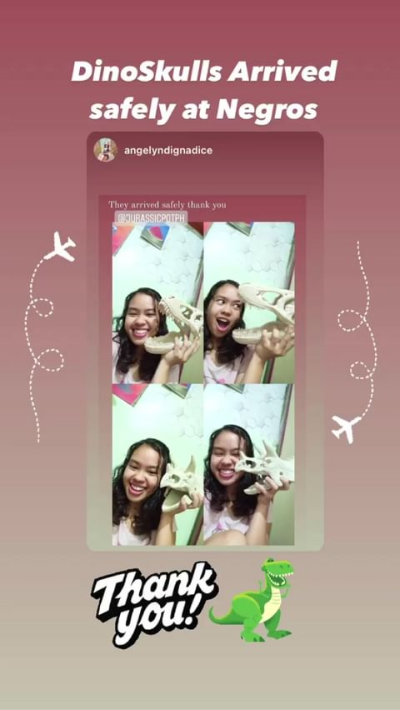 DinoSkulls Arrived
safely at Negros
angelyndignadice
They arrived safely thank you
@JURASSICPOTPH
Thank
you!